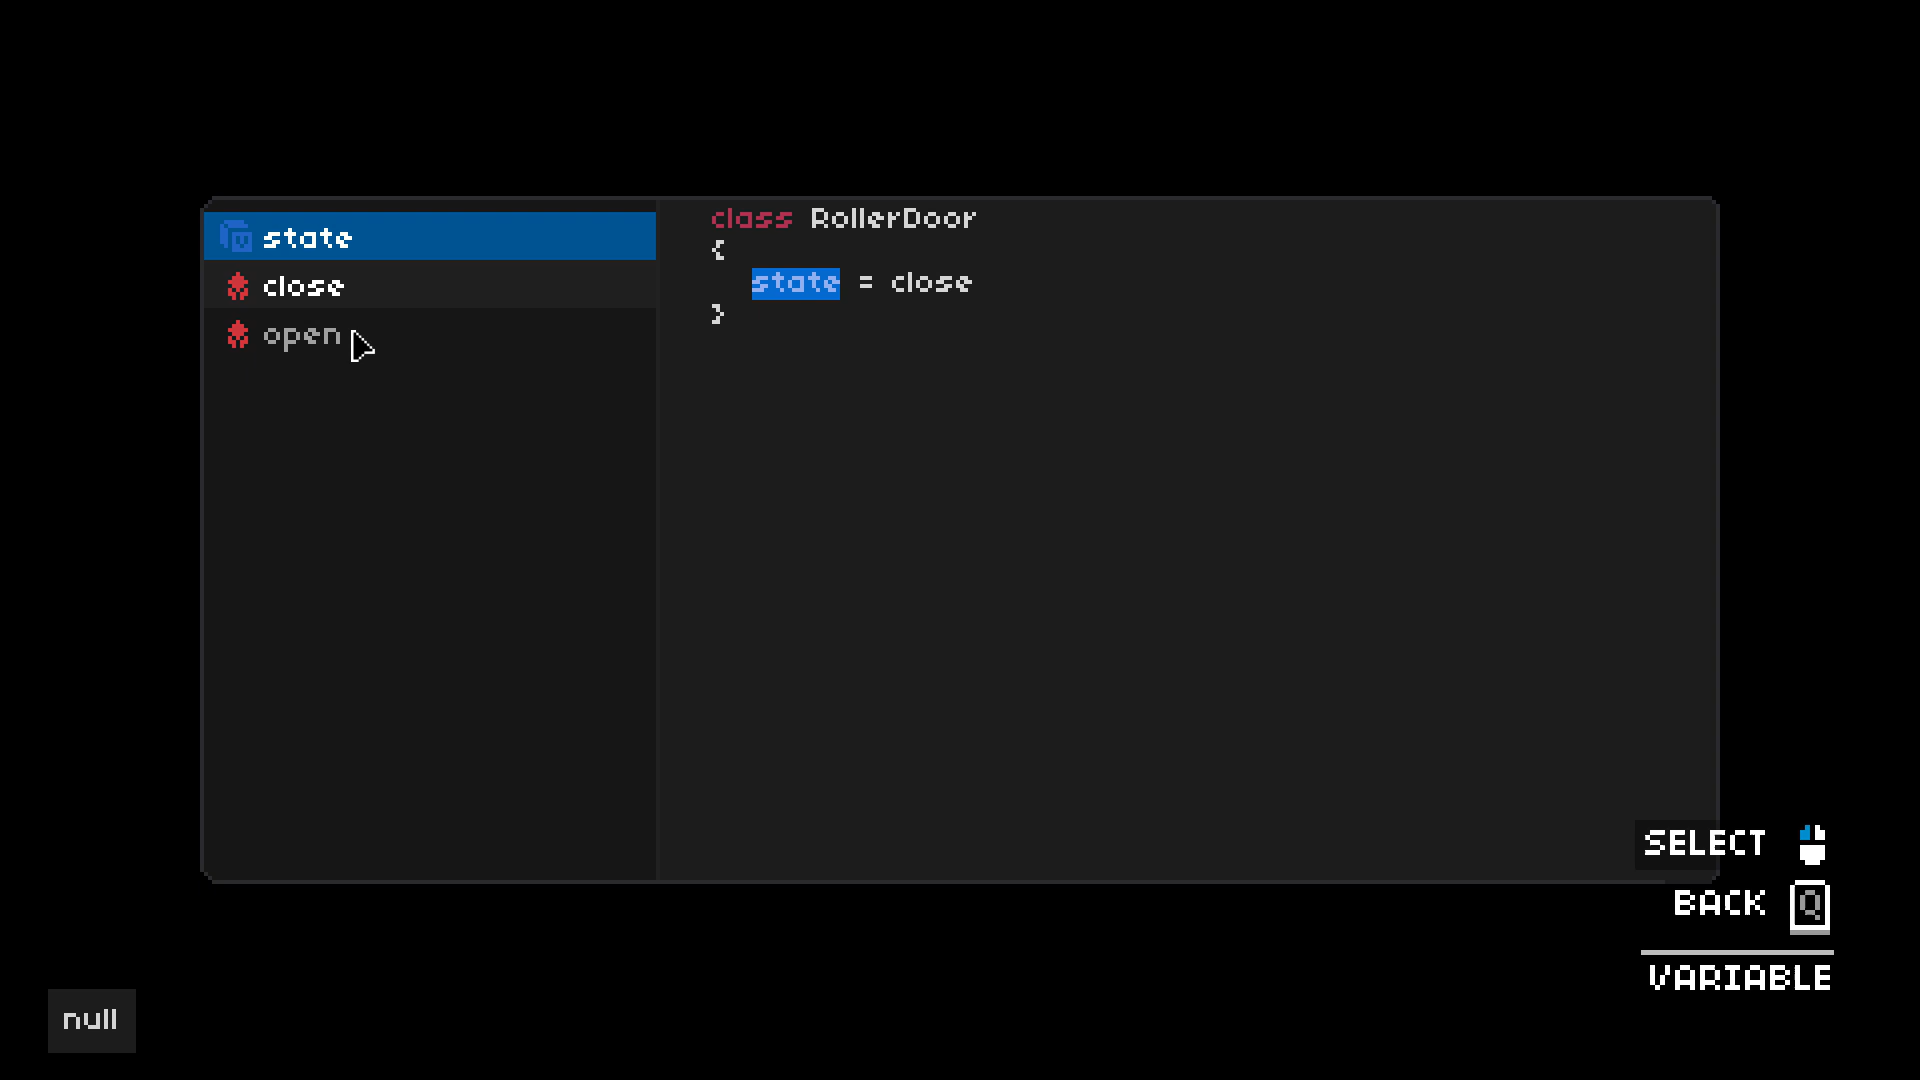 state
close
open
class RollerDoor
{
state = close
}
SELECT
BACK Q
VARIABLE
null